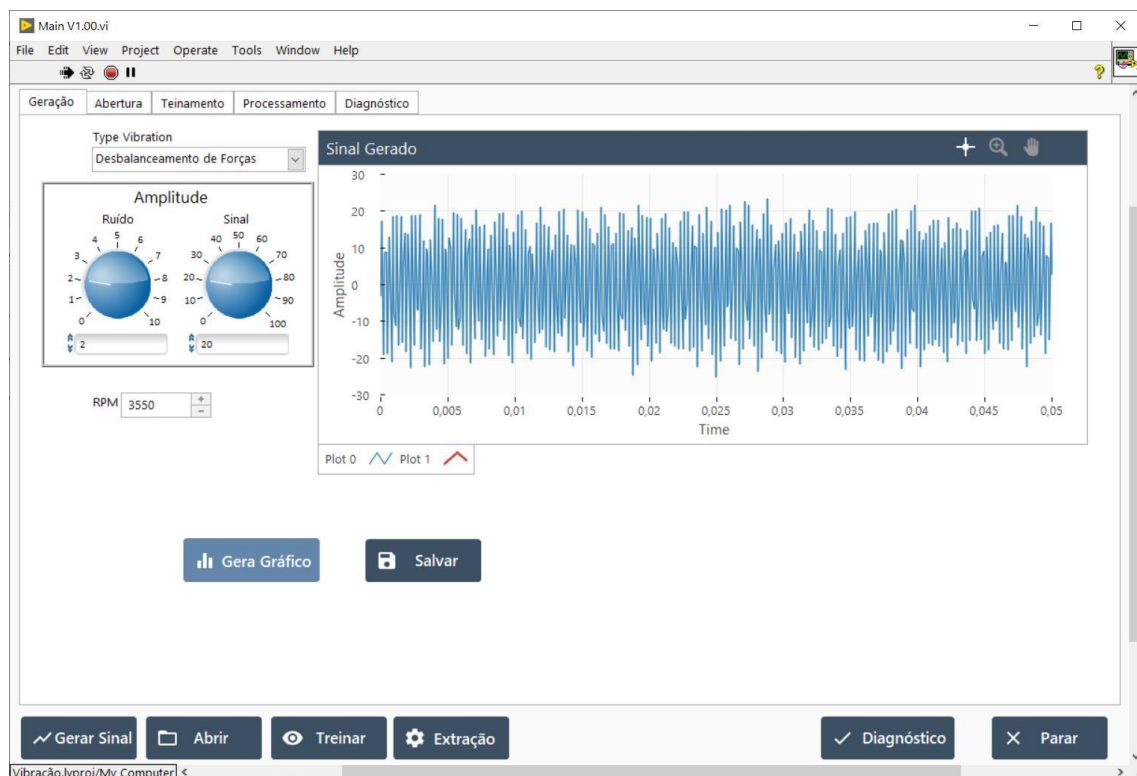 Main V1.00.vi
File Edit View Project Operate Tools Window Help
Geração Abertura Teinamento Processamento Diagnóstico
Type Vibration
Desbalanceamento de Forças
Amplitude
Ruído Sinal
0 1 2 3 4 5 6 7 8 9 10
0 10 20 30 40 50 60 70 80 90 100
2 20
RPM 3550
Sinal Gerado
Amplitude
30
20
10
0
-10
-20
-30
0 0,005 0,01 0,015 0,02 0,025 0,03 0,035 0,04 0,045 0,05
Time
Plot 0 Plot 1
Gera Gráfico Salvar
Gerar Sinal Abrir Treinar Extração Diagnóstico Parar
Vibração.lvproj/My Computer